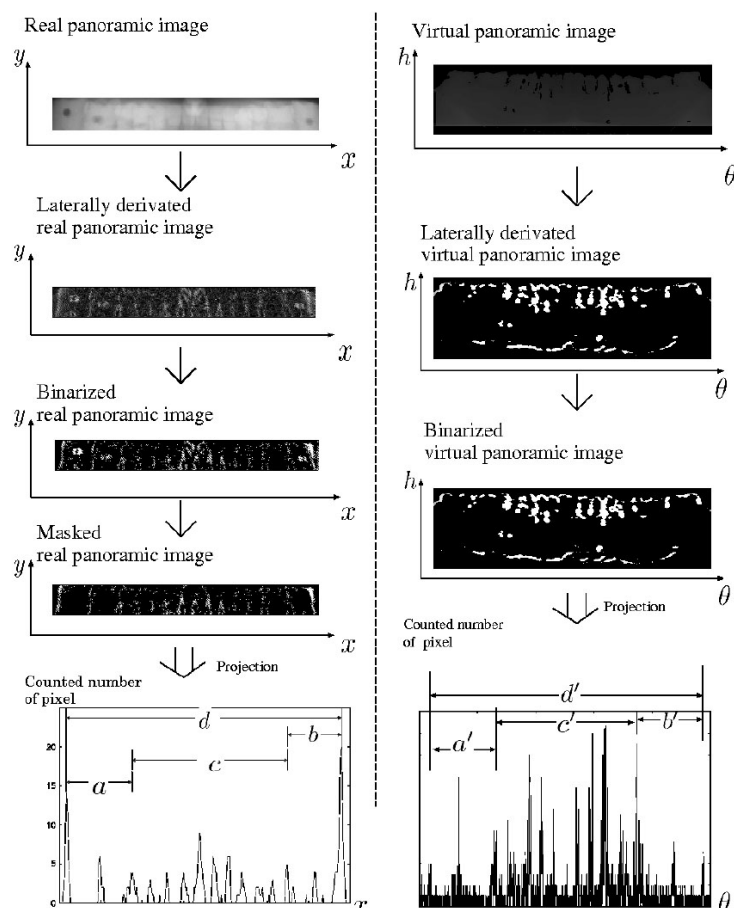 Real panoramic image
y
x
Laterally derivated
real panoramic image
y
x
Binarized
real panoramic image
y
x
Masked
real panoramic image
y
x
Projection
Counted number
of pixel
d
b
c
a
20
15
10
5
0
x
Virtual panoramic image
h
θ
Laterally derivated
virtual panoramic image
h
θ
Binarized
virtual panoramic image
h
θ
Projection
Counted number
of pixel
d′
c′
b′
a′
θ